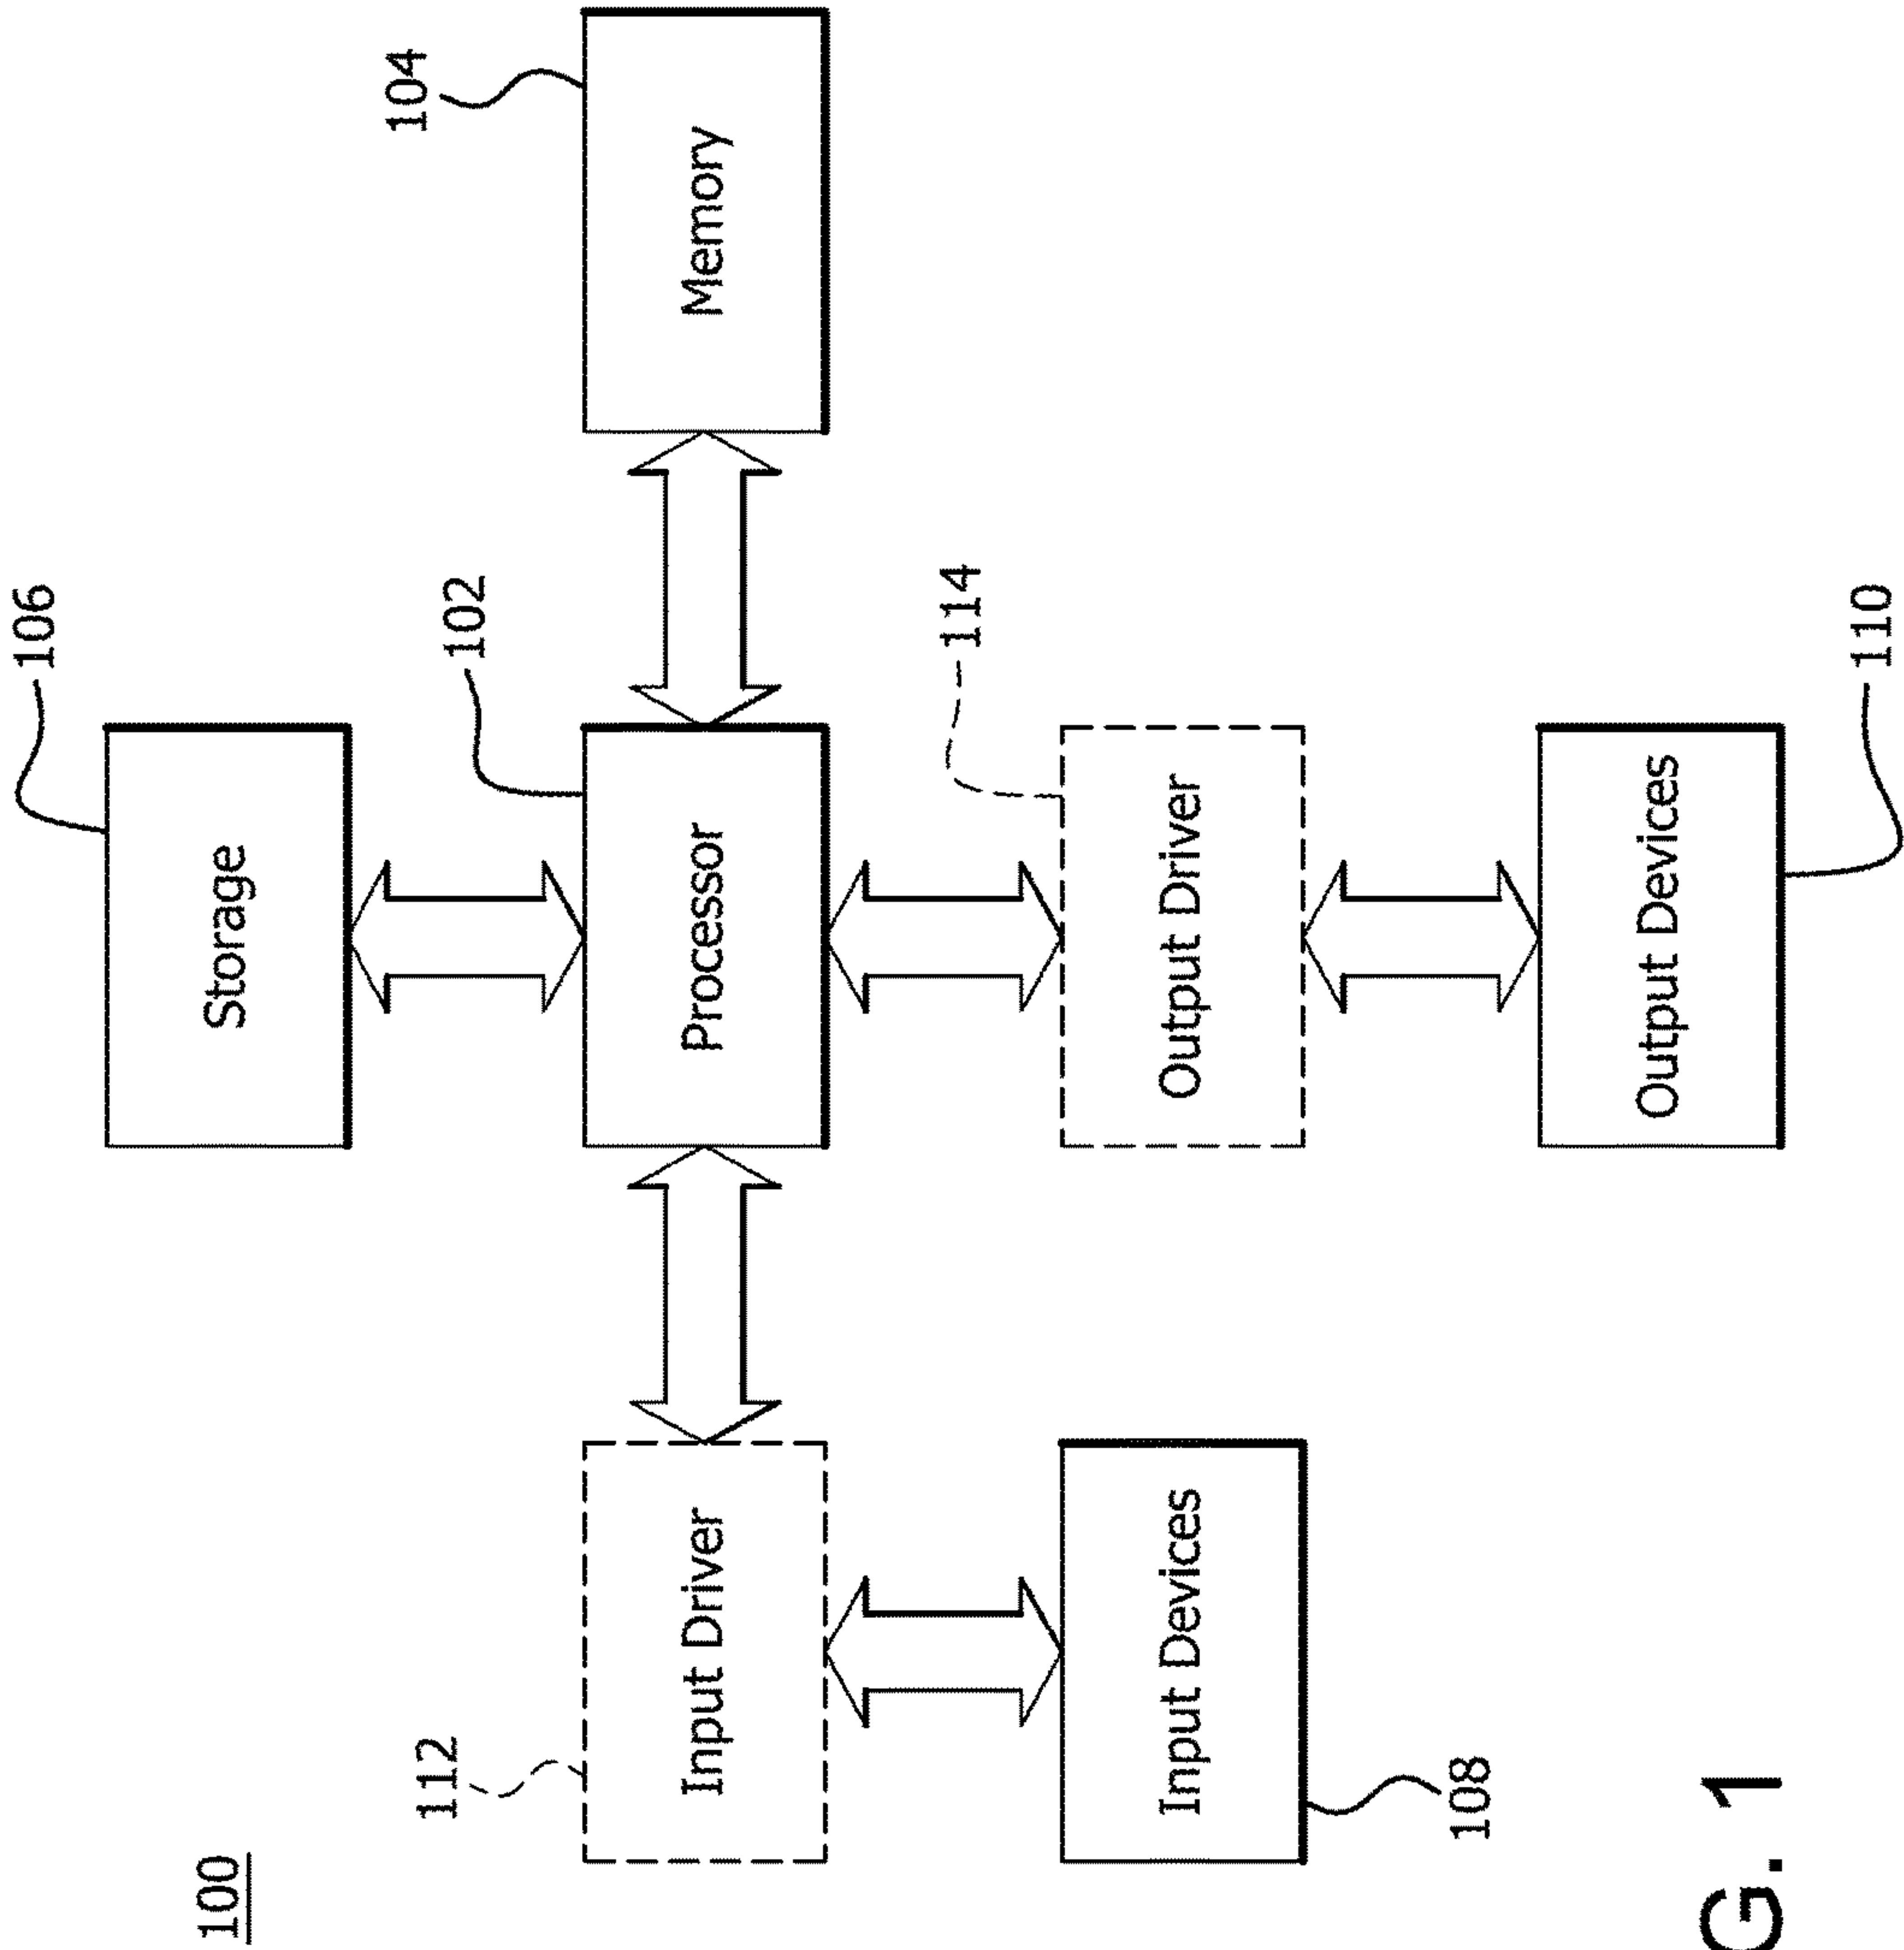 106
100
Storage
104
112
102
Input Driver
Processor
Memory
114
Input Devices
Output Driver
108
Output Devices
G. 1
110